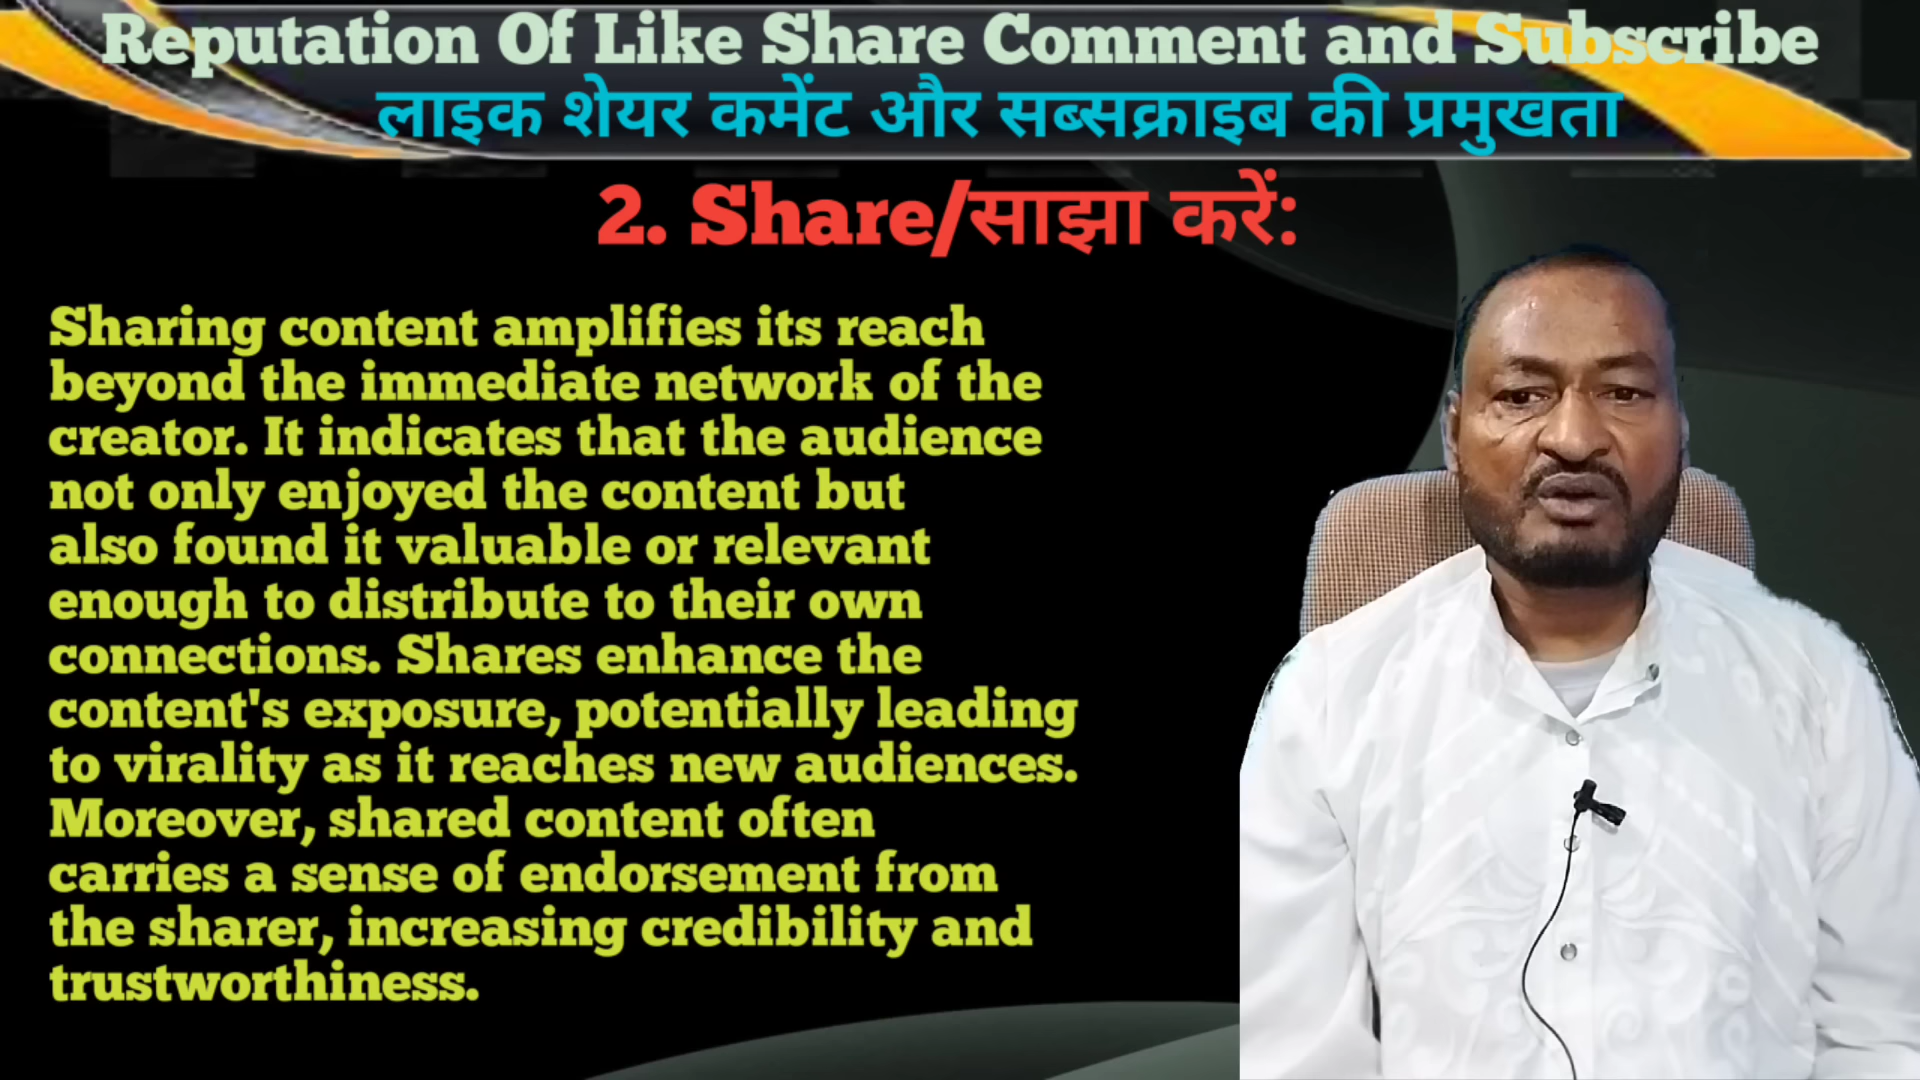 Reputation Of Like Share Comment and Subscribe
लाइक शेयर कमेंट और सब्सक्राइब की प्रमुखता
2. Share/साझा करें:
Sharing content amplifies its reach
beyond the immediate network of the
creator. It indicates that the audience
not only enjoyed the content but
also found it valuable or relevant
enough to distribute to their own
connections. Shares enhance the
content's exposure, potentially leading
to virality as it reaches new audiences.
Moreover, shared content often
carries a sense of endorsement from
the sharer, increasing credibility and
trustworthiness.